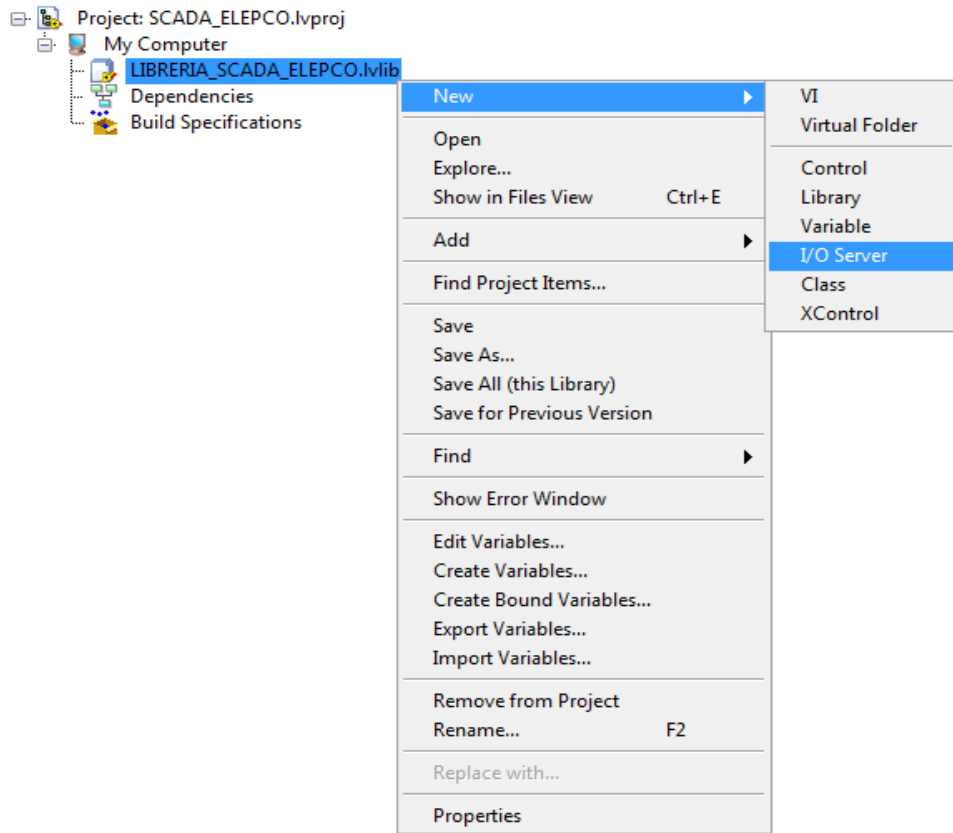 Project: SCADA_ELEPCO.lvproj
My Computer
LIBRERIA_SCADA_ELEPCO.lvlib
Dependencies
Build Specifications
New
Open
Explore...
Show in Files View Ctrl+E
Add
Find Project Items...
Save
Save As...
Save All (this Library)
Save for Previous Version
Find
Show Error Window
Edit Variables...
Create Variables...
Create Bound Variables...
Export Variables...
Import Variables...
Remove from Project
Rename... F2
Replace with...
Properties
VI
Virtual Folder
Control
Library
Variable
I/O Server
Class
XControl